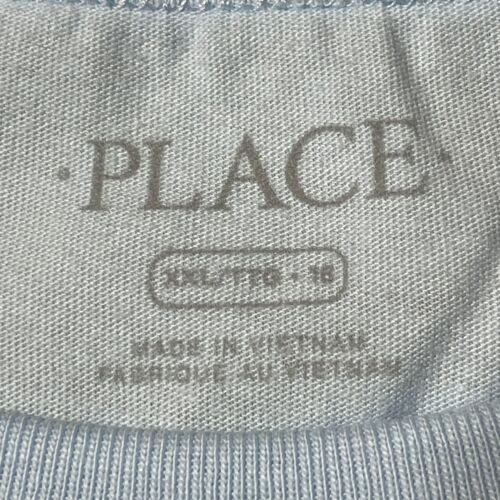 ·PLACE·
XXL/TTG • 16
MADE IN VIETNAM
FABRIQUÉ AU VIETNAM